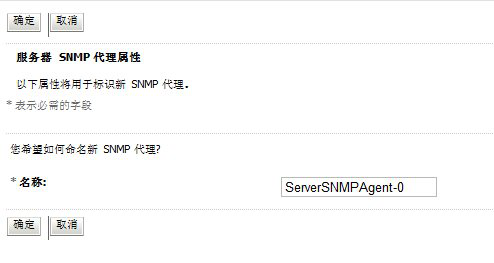 确定 取消
服务器 SNMP 代理属性
以下属性将用于标识新 SNMP 代理。
* 表示必需的字段
您希望如何命名新 SNMP 代理?
* 名称: ServerSNMPAgent-0
确定 取消